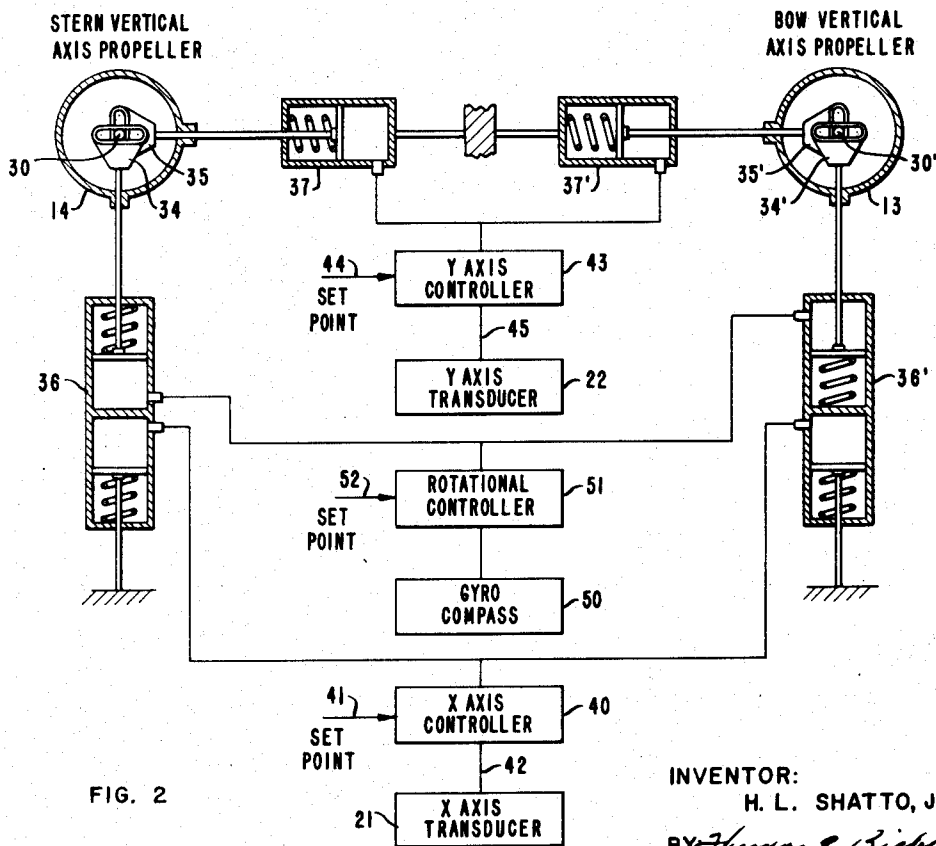 STERN VERTICAL
AXIS PROPELLER
BOW VERTICAL
AXIS PROPELLER
30
35
34
14
37
37'
35'
34'
30'
13
44
SET
POINT
Y AXIS
CONTROLLER
43
45
Y AXIS
TRANSDUCER
22
36
36'
52
SET
POINT
ROTATIONAL
CONTROLLER
51
GYRO
COMPASS
50
41
SET
POINT
X AXIS
CONTROLLER
40
42
21
X AXIS
TRANSDUCER
FIG. 2
INVENTOR:
H. L. SHATTO, J
BY